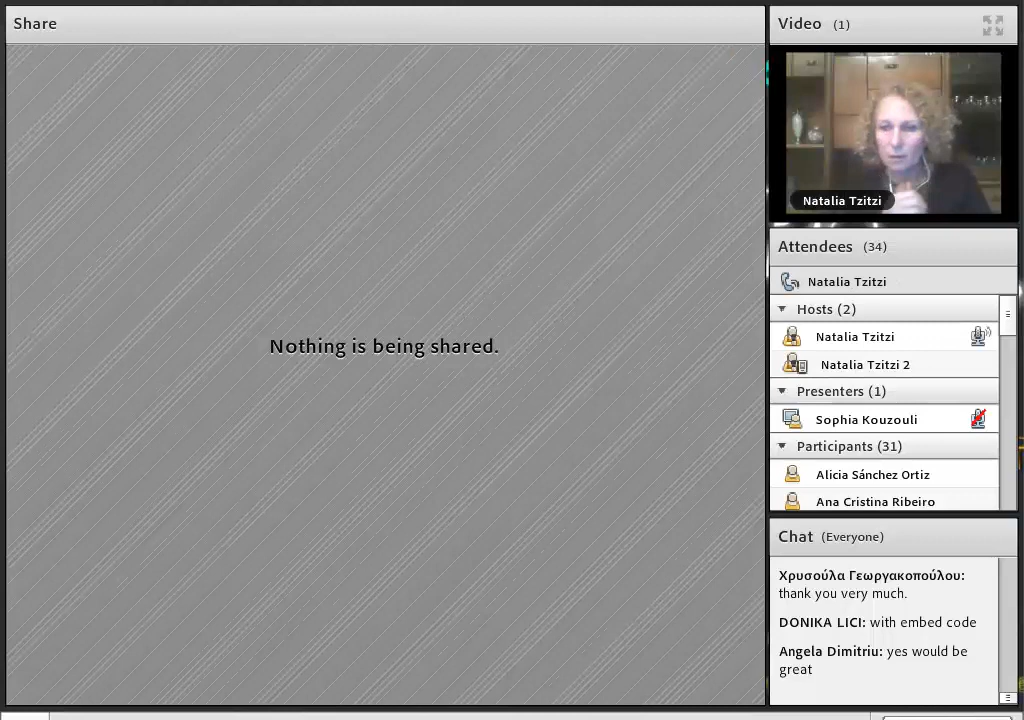 Share
Nothing is being shared.
Video (1)
Natalia Tzitzi
Attendees (34)
Natalia Tzitzi
Hosts (2)
Natalia Tzitzi
Natalia Tzitzi 2
Presenters (1)
Sophia Kouzouli
Participants (31)
Alicia Sánchez Ortiz
Ana Cristina Ribeiro
Chat (Everyone)
Χρυσούλα Γεωργακοπούλου:
thank you very much.
DONIKA LICI: with embed code
Angela Dimitriu: yes would be
great